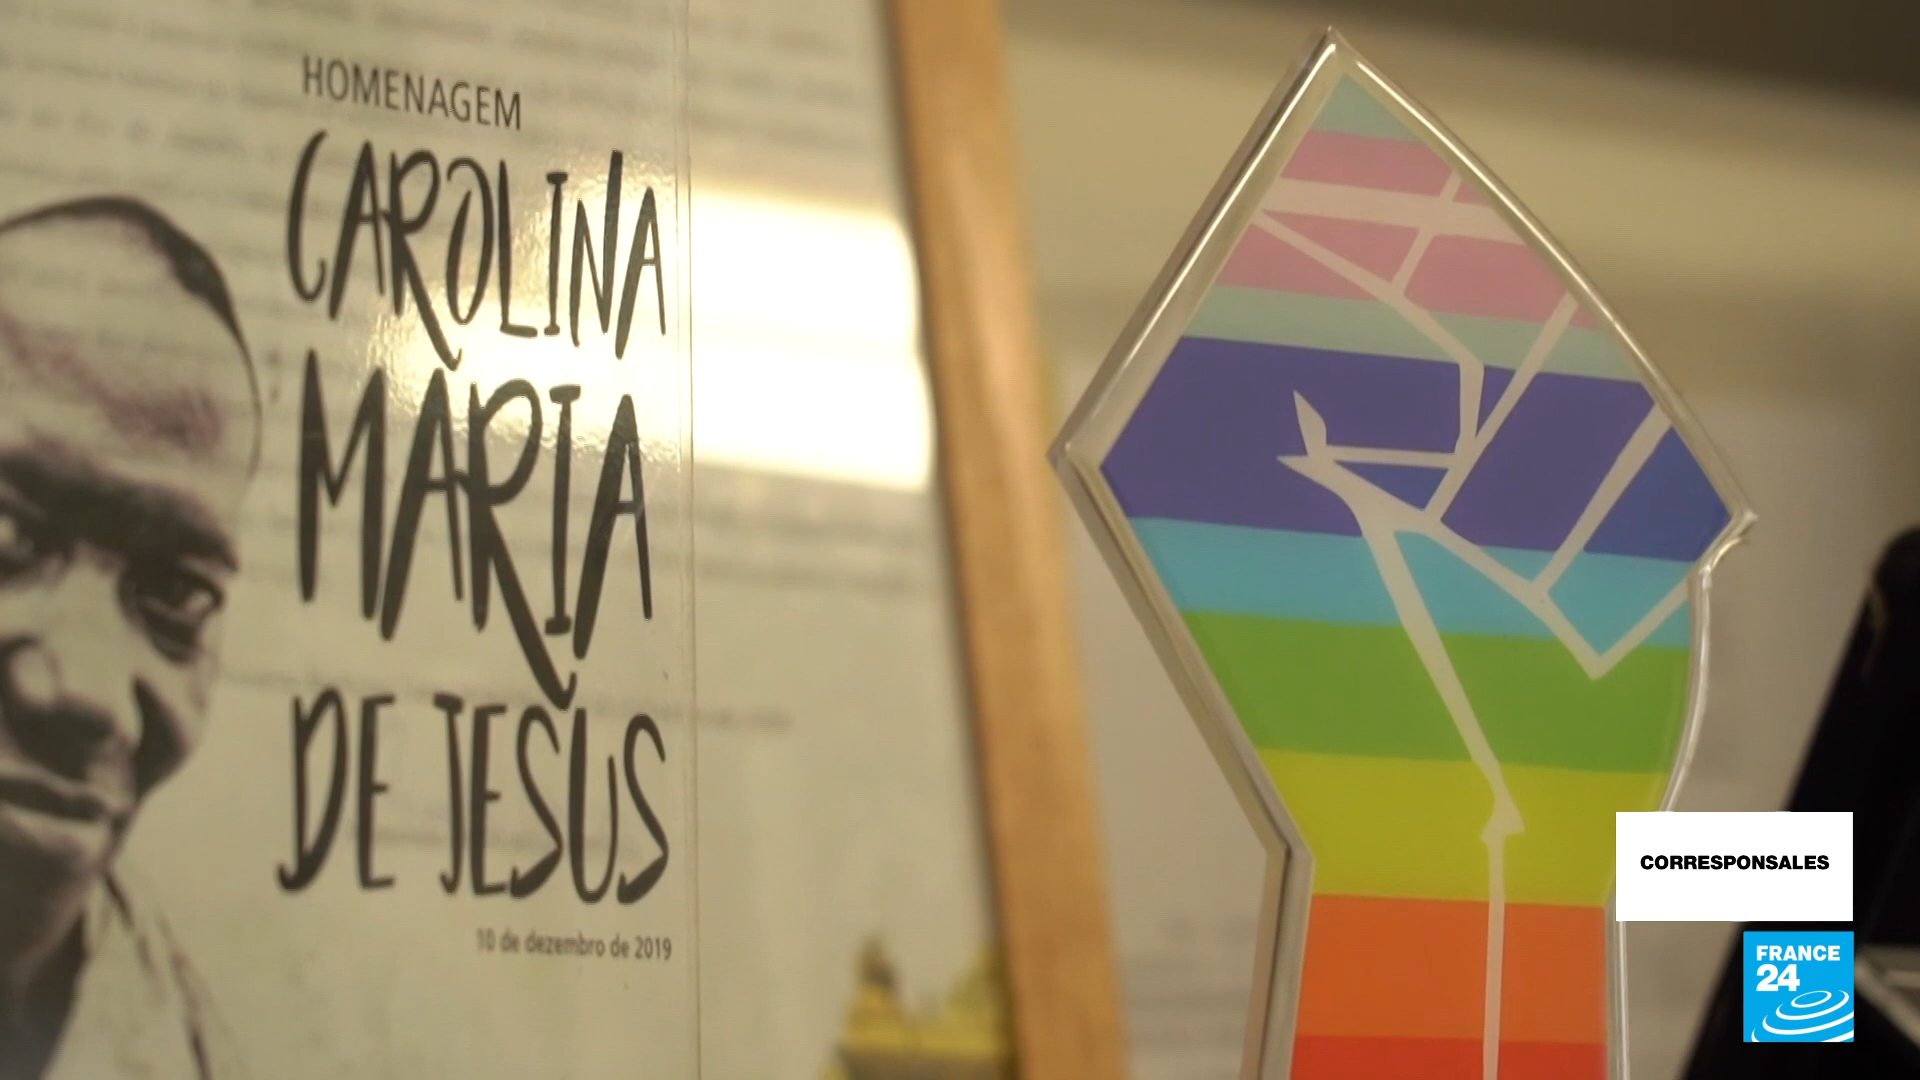 HOMENAGEM
CAROLINA
MARIA
DE JESUS
10 de dezembro de 2019
CORRESPONSALES
FRANCE
24